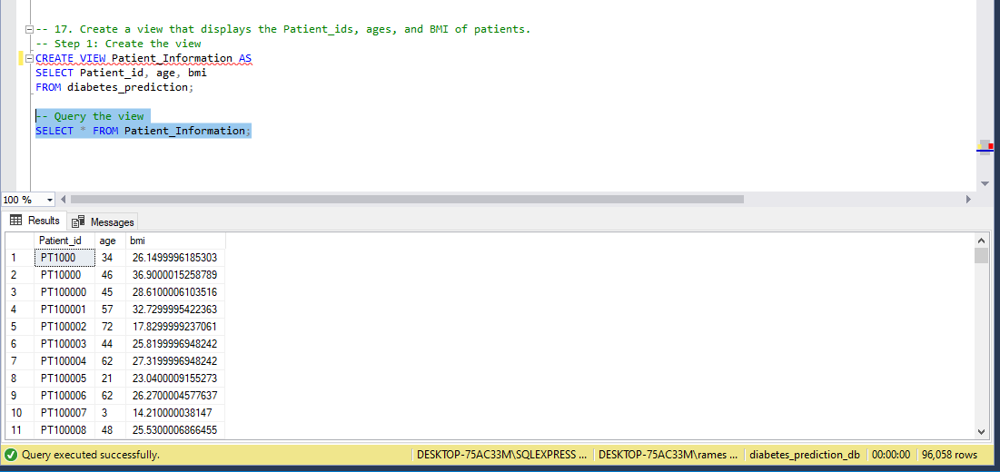 -- 17. Create a view that displays the Patient_ids, ages, and BMI of patients.
-- Step 1: Create the view
CREATE VIEW Patient_Information AS
SELECT Patient_id, age, bmi
FROM diabetes_prediction;
-- Query the view
SELECT * FROM Patient_Information;
100 %
Results Messages
Patient_id age bmi
1 PT1000 34 26.1499996185303
2 PT10000 46 36.9000015258789
3 PT100000 45 28.6100006103516
4 PT100001 57 32.7299995422363
5 PT100002 72 17.8299999237061
6 PT100003 44 25.8199996948242
7 PT100004 62 27.3199996948242
8 PT100005 21 23.0400009155273
9 PT100006 62 26.2700004577637
10 PT100007 3 14.210000038147
11 PT100008 48 25.5300006866455
Query executed successfully. DESKTOP-75AC33M\SQLEXPRESS ... DESKTOP-75AC33M\rames ... diabetes_prediction_db 00:00:00 96,058 rows